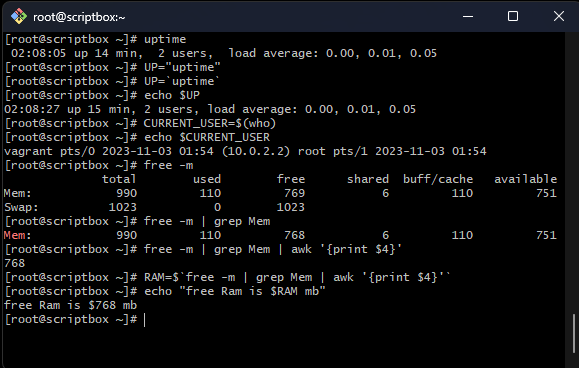 root@scriptbox:~
[root@scriptbox ~]# uptime
 02:08:05 up 14 min,  2 users,  load average: 0.00, 0.01, 0.05
[root@scriptbox ~]# UP="uptime"
[root@scriptbox ~]# UP=`uptime`
[root@scriptbox ~]# echo $UP
02:08:27 up 15 min, 2 users, load average: 0.00, 0.01, 0.05
[root@scriptbox ~]# CURRENT_USER=$(who)
[root@scriptbox ~]# echo $CURRENT_USER
vagrant pts/0 2023-11-03 01:54 (10.0.2.2) root pts/1 2023-11-03 01:54
[root@scriptbox ~]# free -m
              total        used        free      shared  buff/cache   available
Mem:            990         110         769           6         110         751
Swap:          1023           0        1023
[root@scriptbox ~]# free -m | grep Mem
Mem:            990         110         768           6         110         751
[root@scriptbox ~]# free -m | grep Mem | awk '{print $4}'
768
[root@scriptbox ~]# RAM=$`free -m | grep Mem | awk '{print $4}'`
[root@scriptbox ~]# echo "free Ram is $RAM mb"
free Ram is $768 mb
[root@scriptbox ~]#